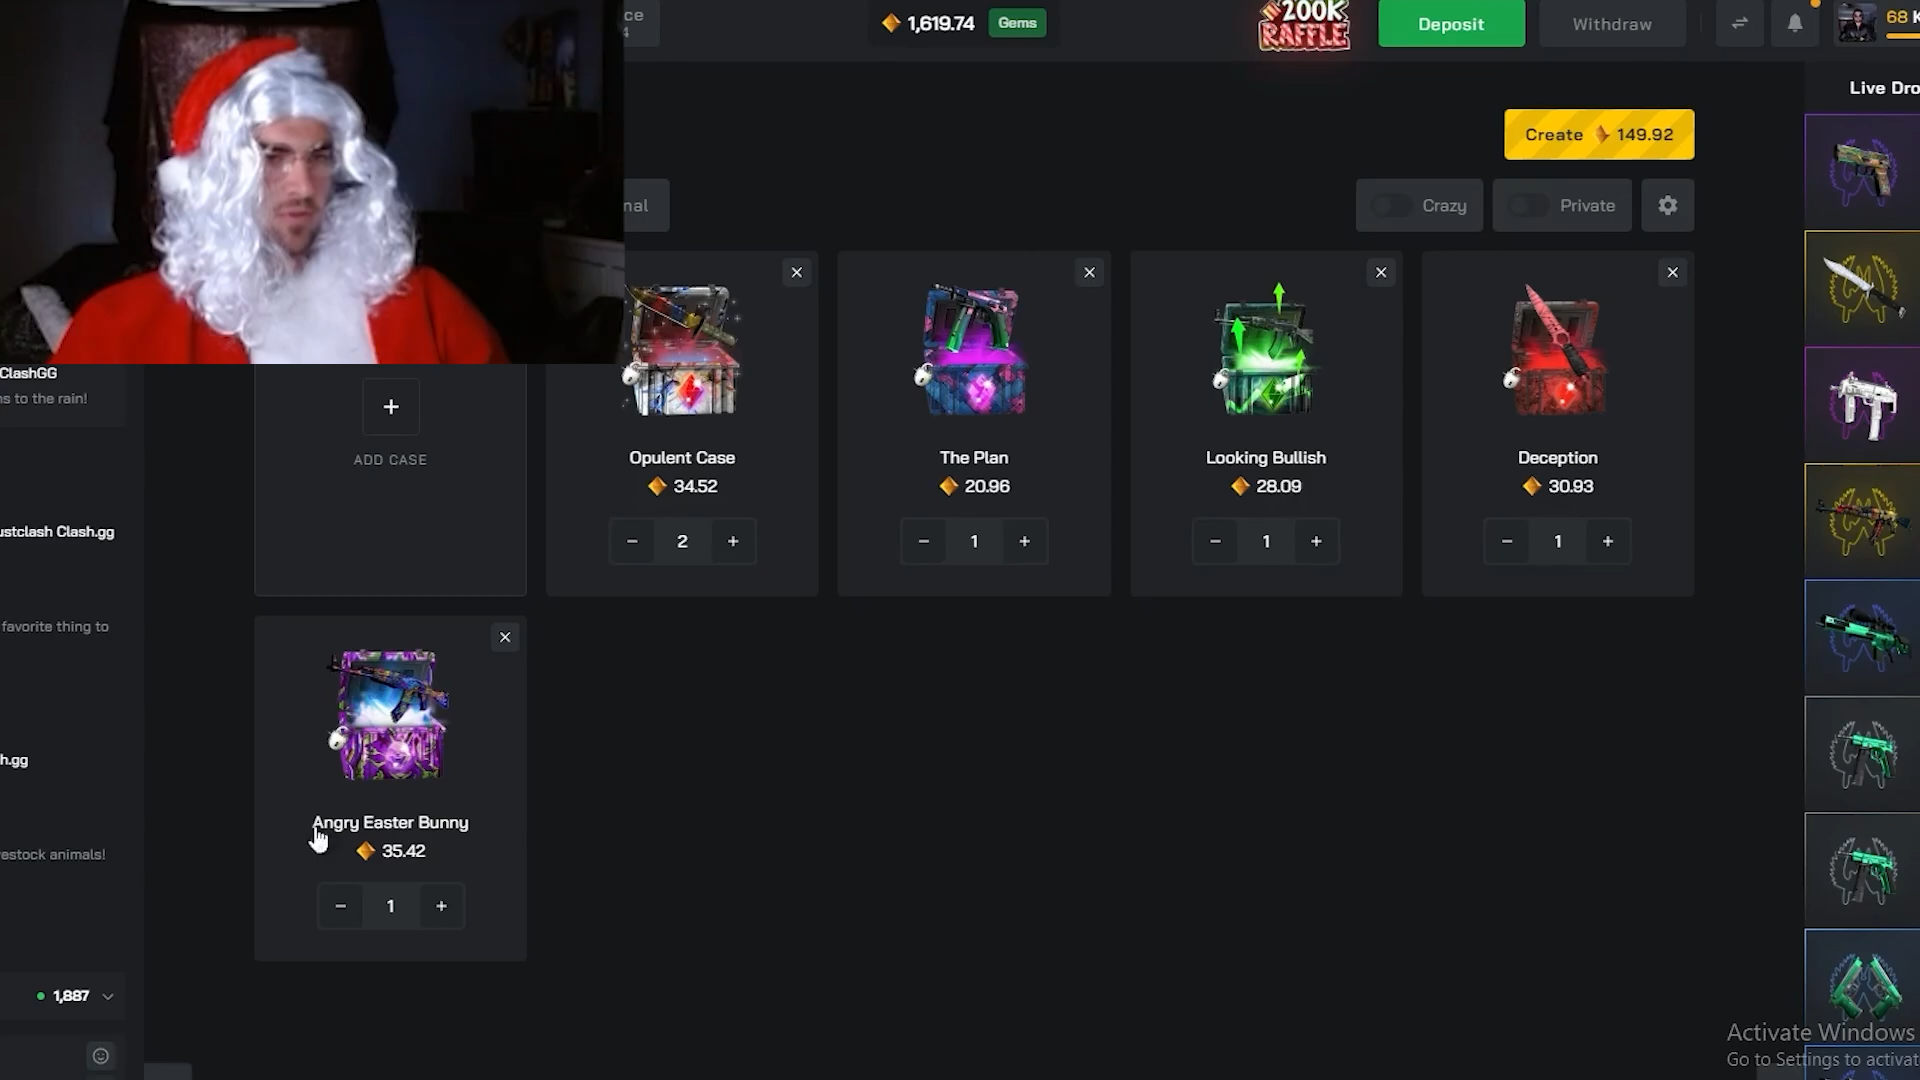 ce
4
1,619.74 Gems
200K
RAFFLE
Deposit
Withdraw
68 K
Live Dro
Create 149.92
nal
Crazy
Private
ClashGG
ns to the rain!
ustclash Clash.gg
favorite thing to
h.gg
estock animals!
1,887
ADD CASE
Opulent Case
34.52
2
The Plan
20.96
1
Looking Bullish
28.09
1
Deception
30.93
1
Angry Easter Bunny
35.42
1
Activate Windows
Go to Settings to activat